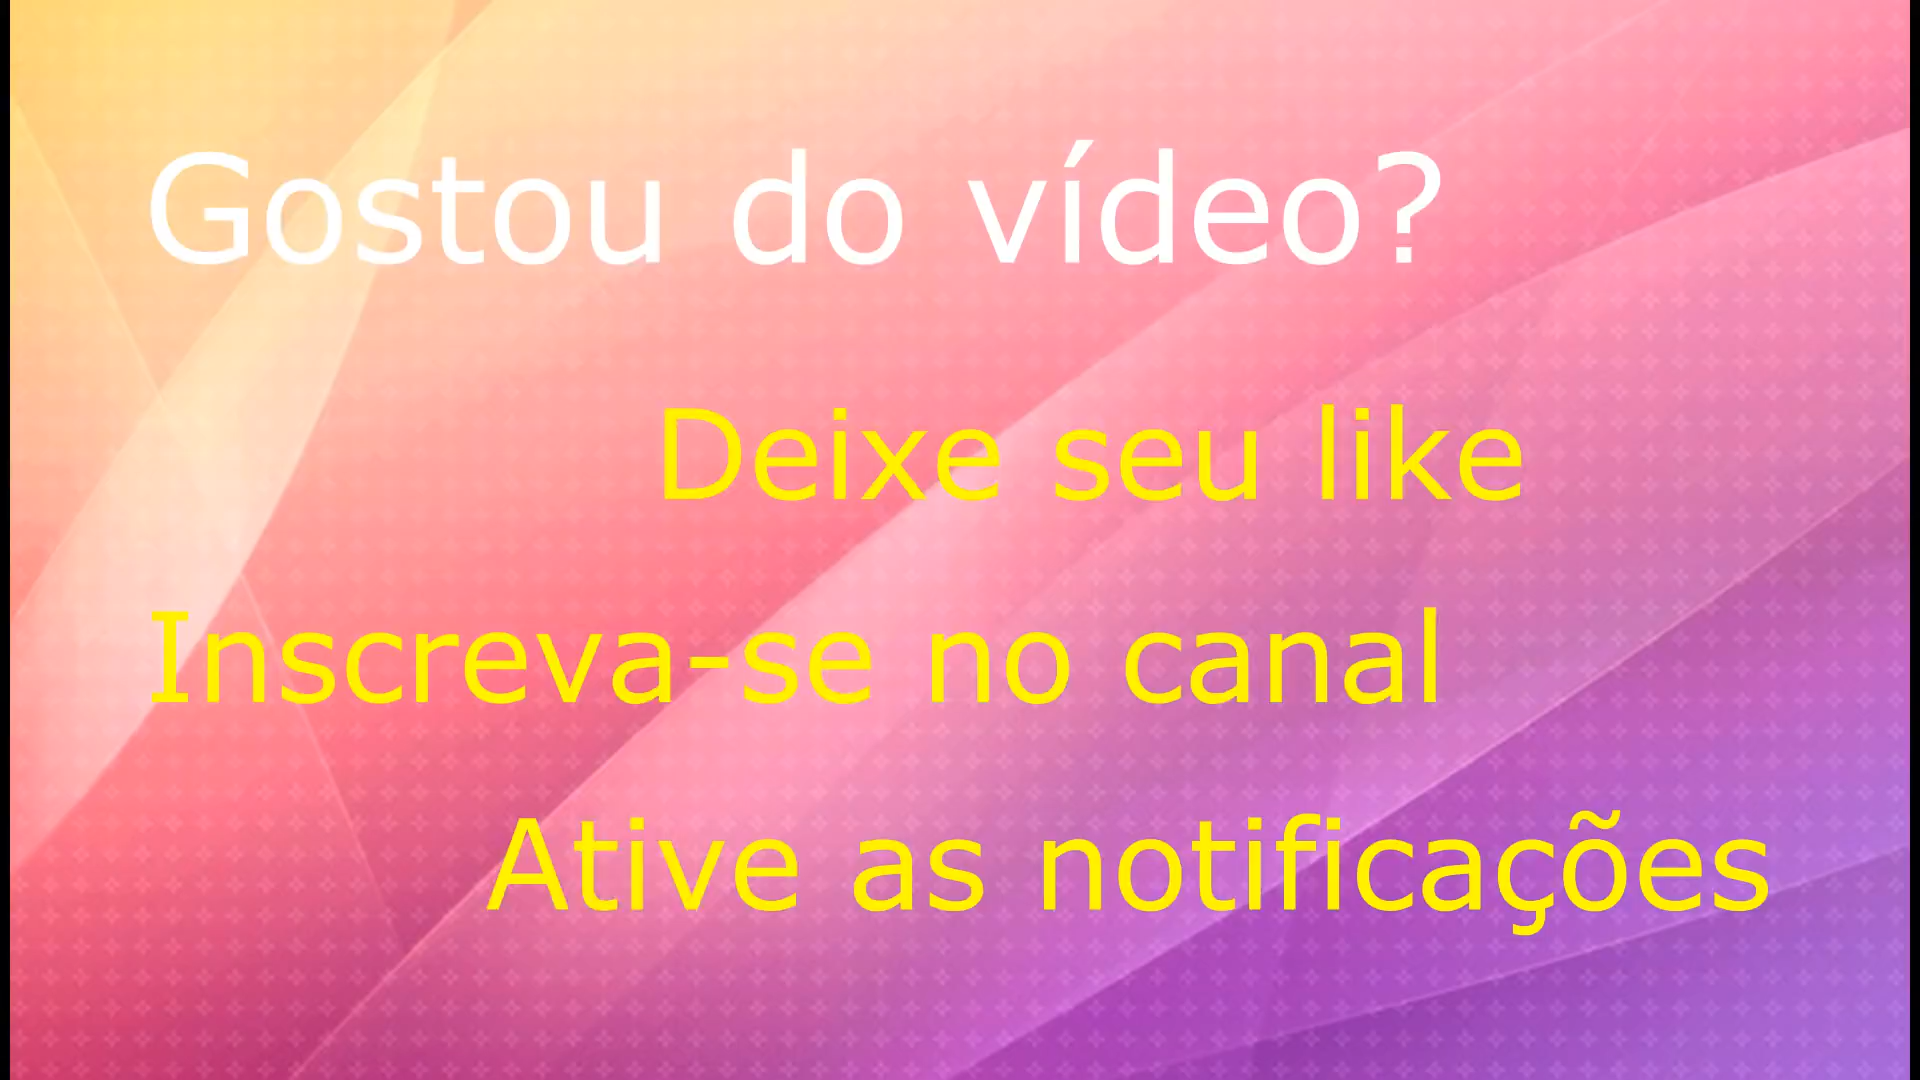 Gostou do vídeo?
Deixe seu like
Inscreva-se no canal
Ative as notificações